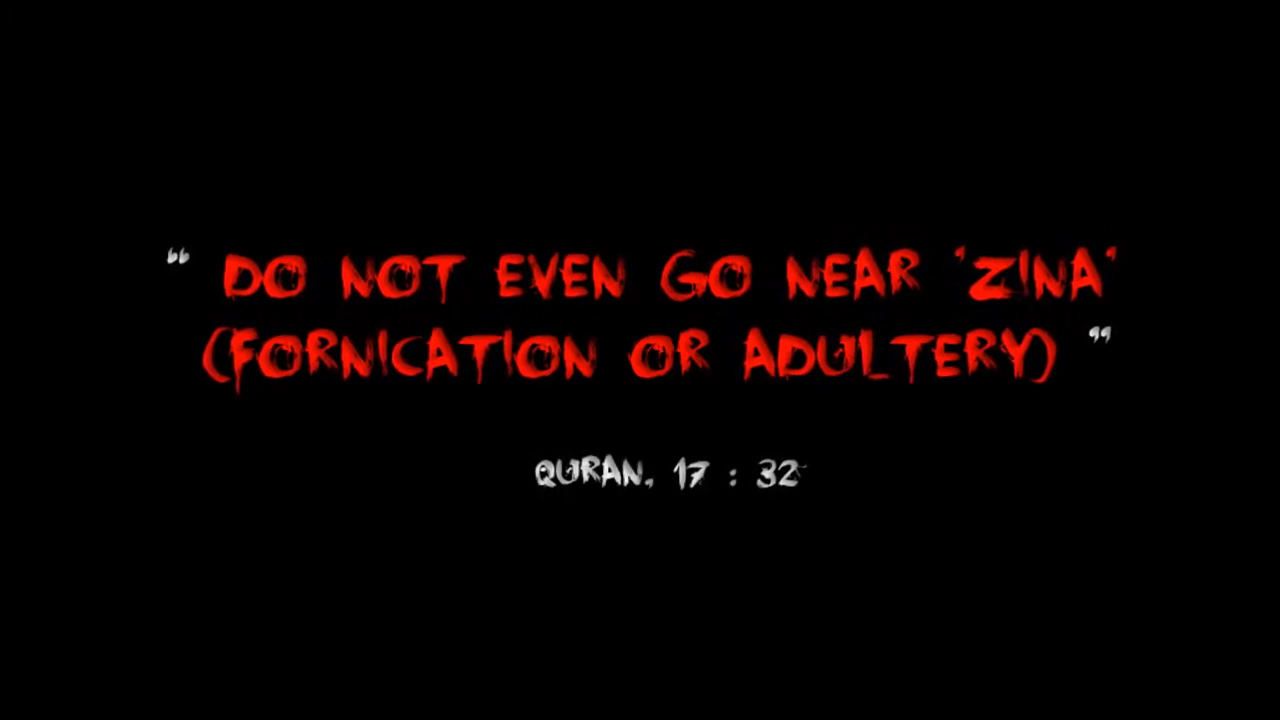 “ DO NOT EVEN GO NEAR ‘ZINA’
(FORNICATION OR ADULTERY) ”
QURAN, 17 : 32